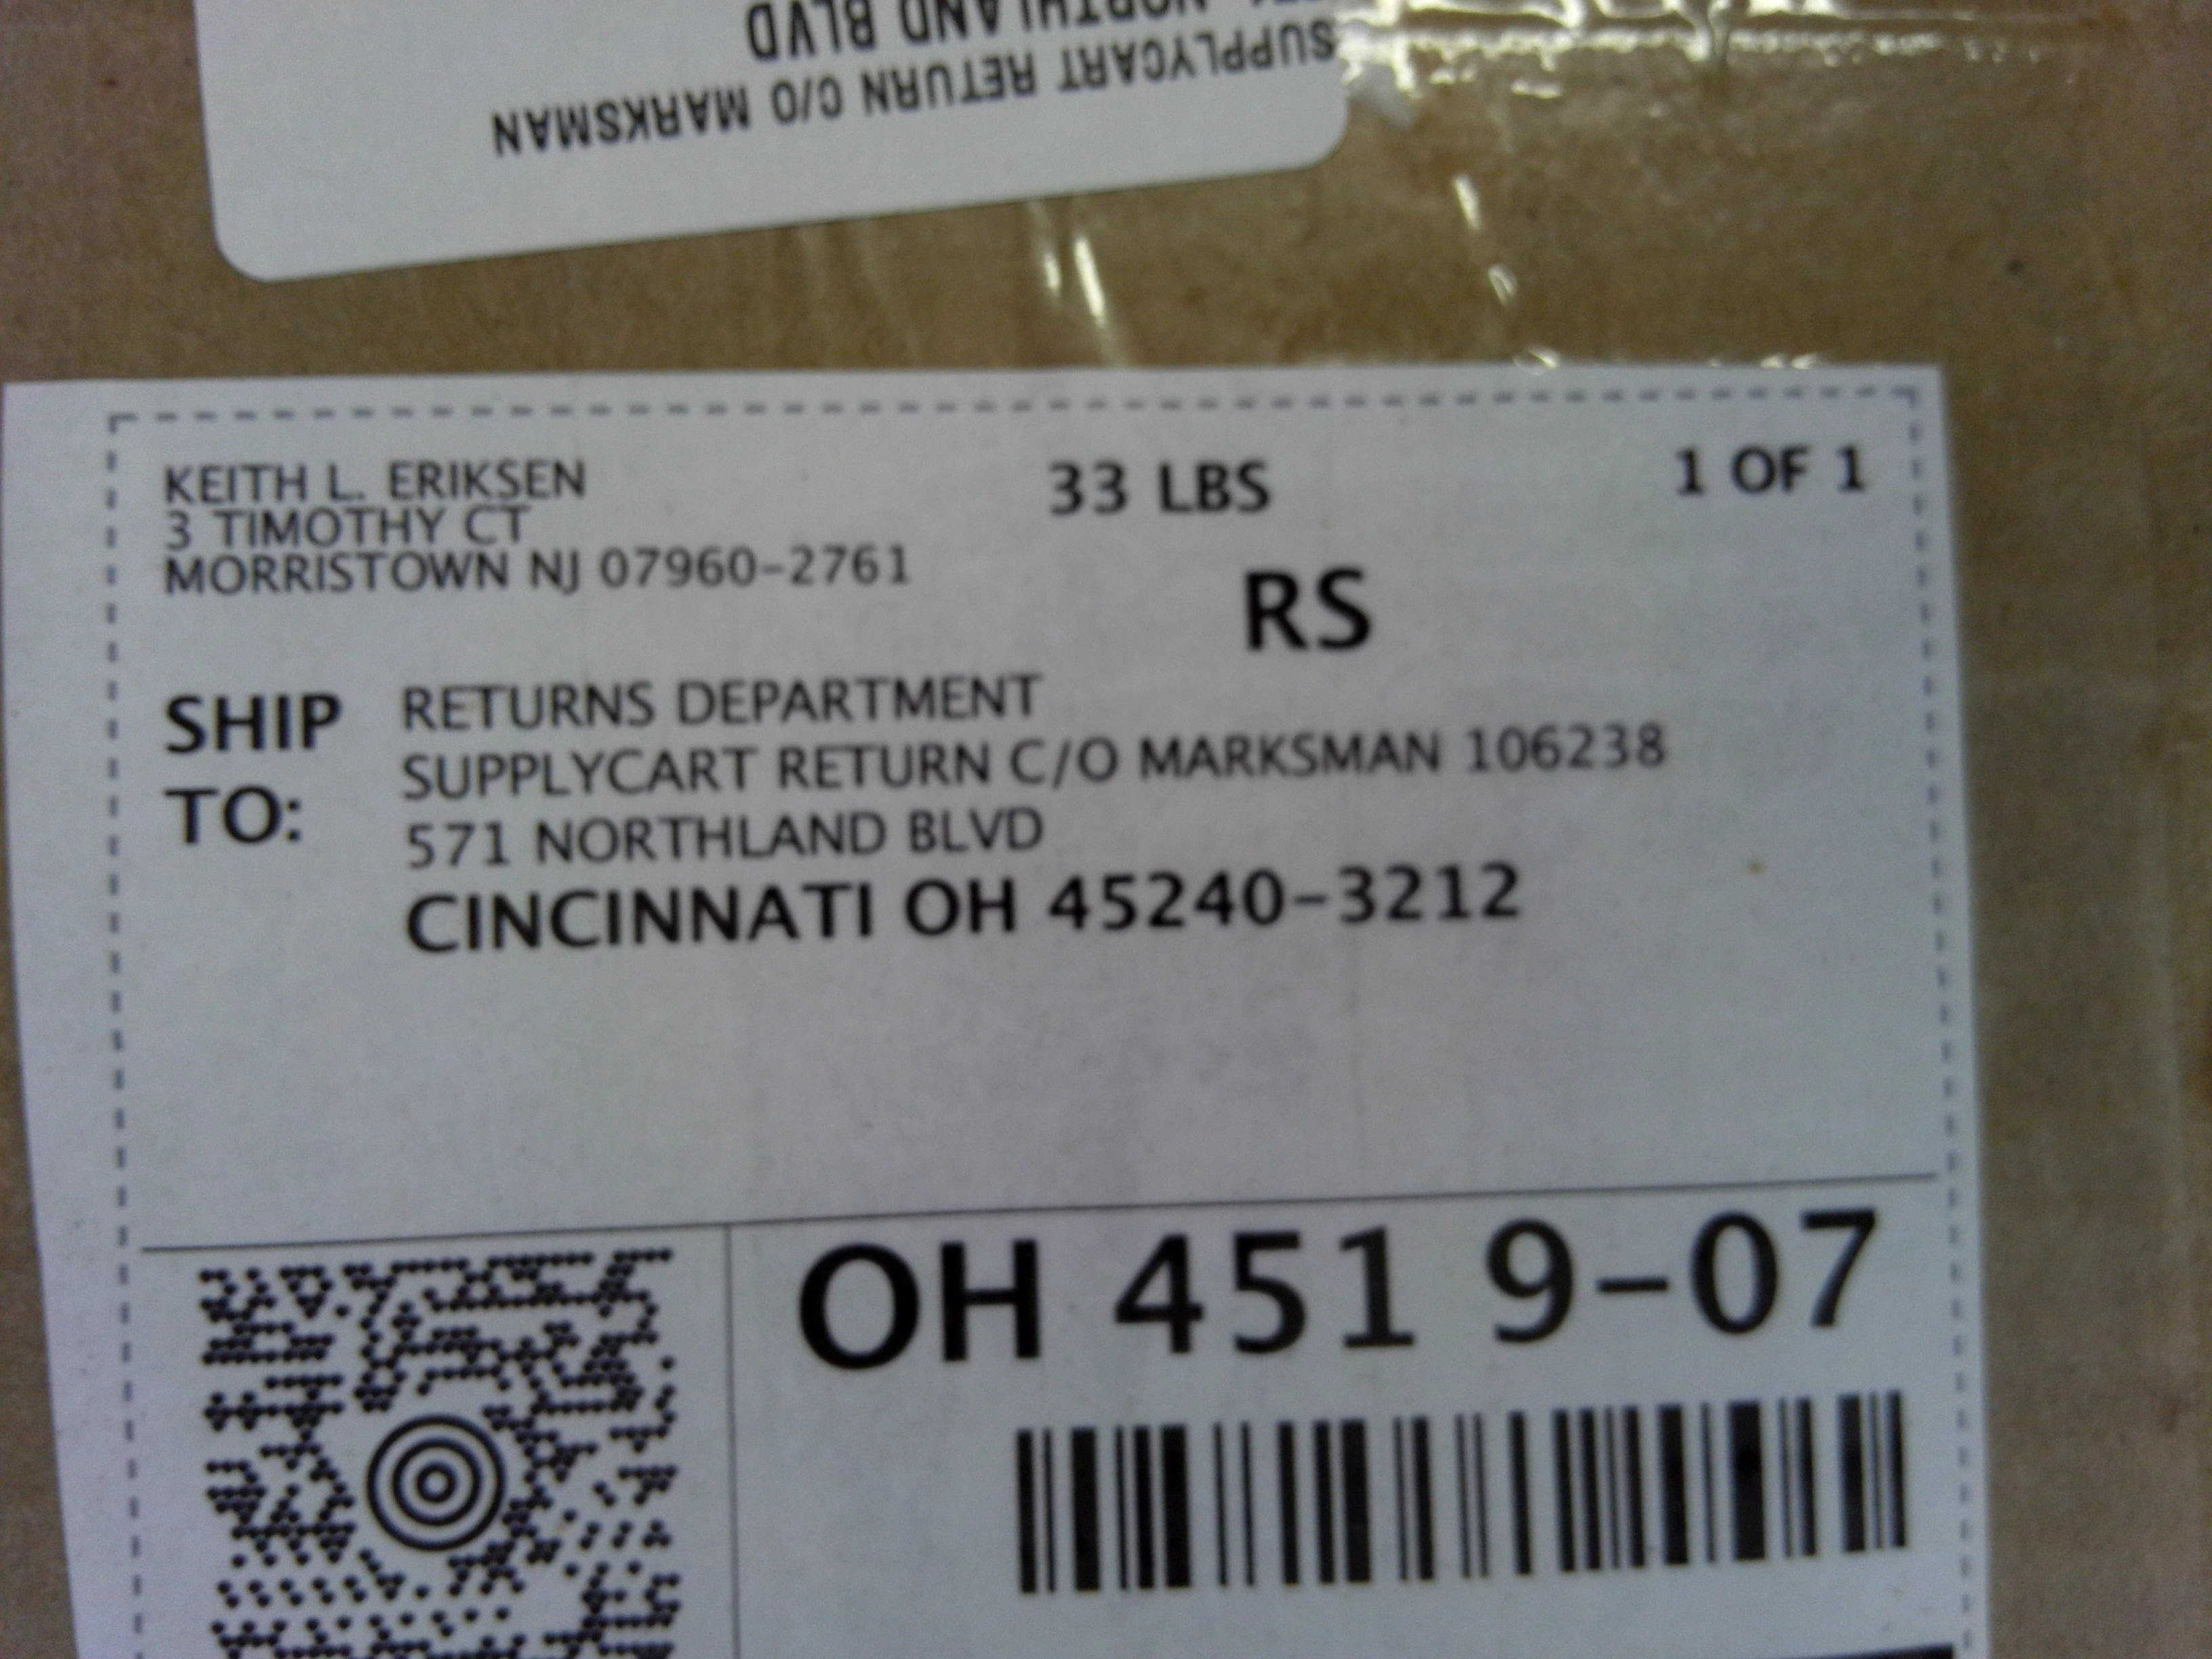 NORTHLAND BLVD
SUPPLYCART RETURN C/O MARKSMAN
KEITH L. ERIKSEN
3 TIMOTHY CT
MORRISTOWN NJ 07960-2761
33 LBS
1 OF 1
RS
SHIP TO:
RETURNS DEPARTMENT
SUPPLYCART RETURN C/O MARKSMAN 106238
571 NORTHLAND BLVD
CINCINNATI OH 45240-3212
OH 451 9-07